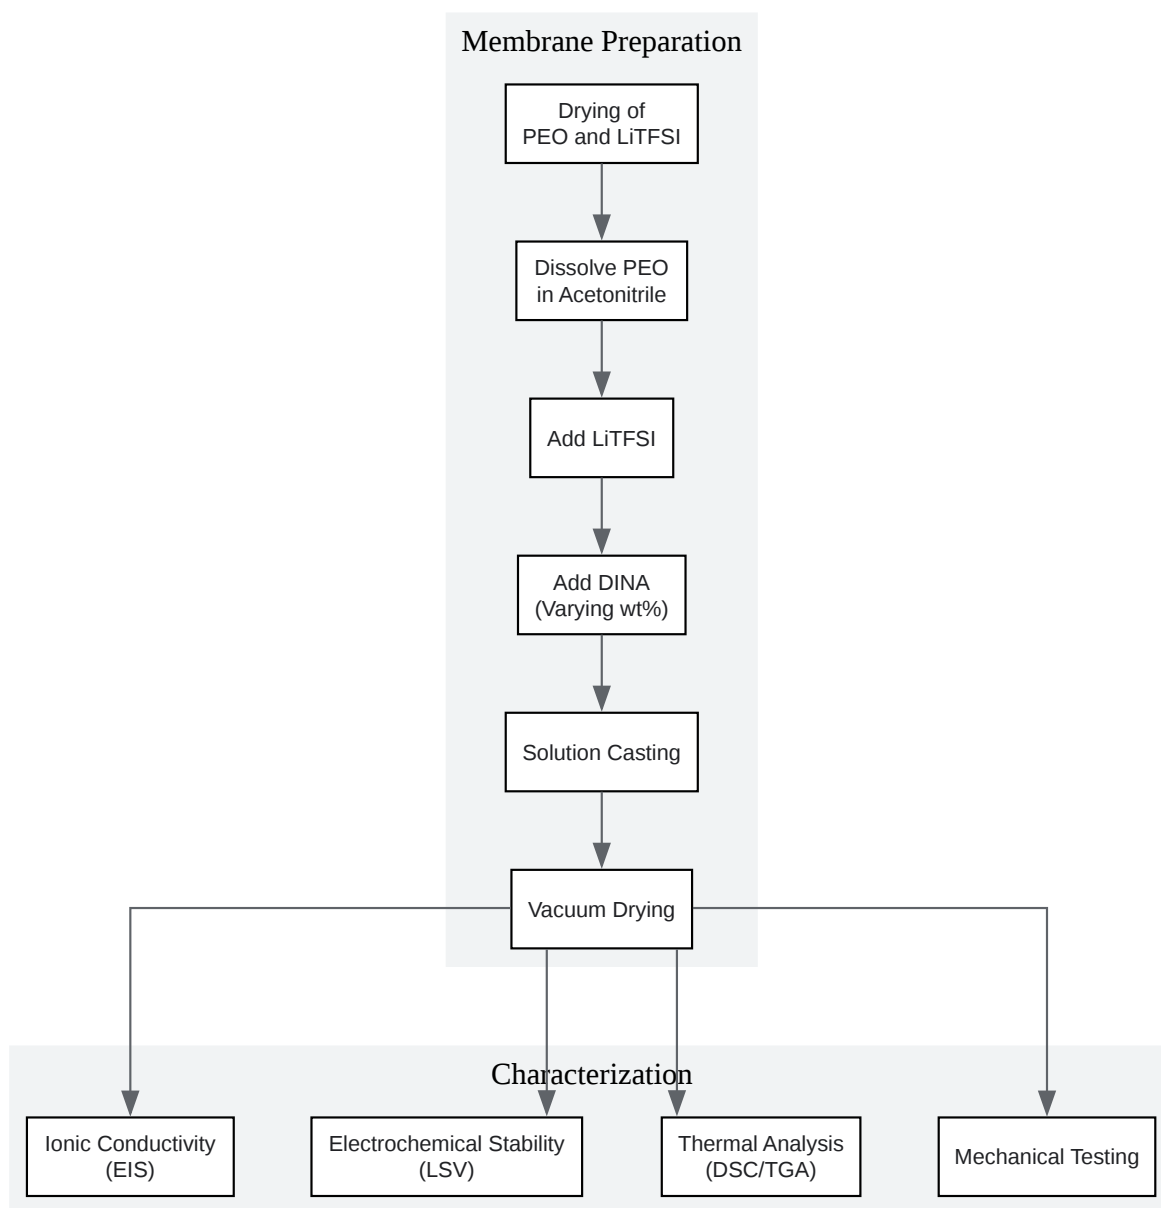 Membrane Preparation
Drying of
PEO and LiTFSI
Dissolve PEO
in Acetonitrile
Add LiTFSI
Add DINA
(Varying wt%)
Solution Casting
Vacuum Drying
Characterization
Ionic Conductivity
(EIS)
Electrochemical Stability
(LSV)
Thermal Analysis
(DSC/TGA)
Mechanical Testing